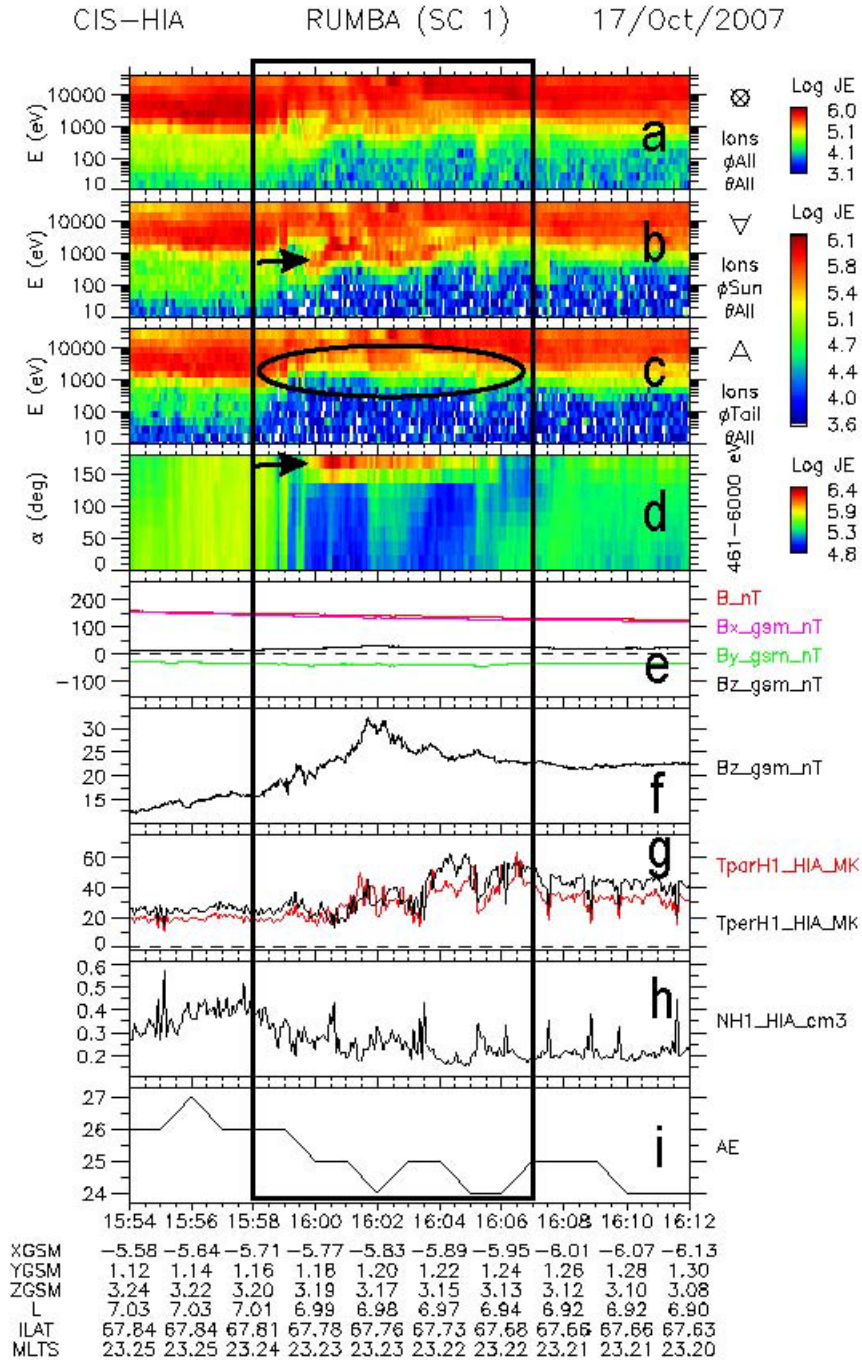 CIS-HIA RUMBA (SC 1) 17/Oct/2007
E (eV)
10000
1000
100
10
a
⊗
Ions
φAll
θAll
Log JE
6.0
5.1
4.1
3.1
E (eV)
10000
1000
100
10
b
Ions
φSun
θAll
Log JE
6.1
5.7
5.3
4.9
4.4
4.0
3.6
E (eV)
10000
1000
100
10
c
Ions
φTail
θAll
α (deg)
150
100
50
0
d
461-6000 eV
Log JE
6.4
5.9
5.3
4.8
200
100
0
-100
e
B_nT
Bx_gsm_nT
By_gsm_nT
Bz_gsm_nT
30
25
20
15
f
Bz_gsm_nT
60
40
20
0
g
TparH1_HIA_MK
TperH1_HIA_MK
0.6
0.5
0.4
0.3
0.2
h
NH1_HIA_cm3
27
26
25
24
i
AE
15:54 15:56 15:58 16:00 16:02 16:04 16:06 16:08 16:10 16:12
XGSM -5.58 -5.64 -5.71 -5.77 -5.83 -5.89 -5.95 -6.01 -6.07 -6.13
YGSM 1.12 1.14 1.16 1.18 1.20 1.22 1.24 1.26 1.28 1.30
ZGSM 3.24 3.22 3.20 3.19 3.17 3.15 3.13 3.12 3.10 3.08
L 7.03 7.03 7.01 6.99 6.98 6.97 6.94 6.92 6.92 6.90
ILAT 67.84 67.84 67.81 67.78 67.76 67.73 67.68 67.66 67.66 67.63
MLTS 23.25 23.25 23.24 23.23 23.23 23.22 23.22 23.21 23.21 23.20